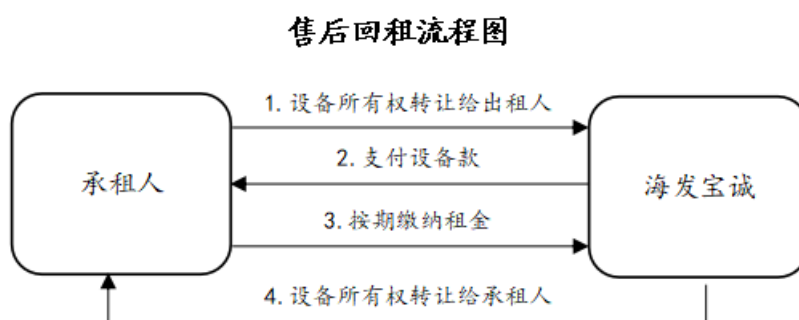 售后回租流程图
1.设备所有权转让给出租人
2.支付设备款
承租人
海发宝诚
3.按期缴纳租金
4.设备所有权转让给承租人